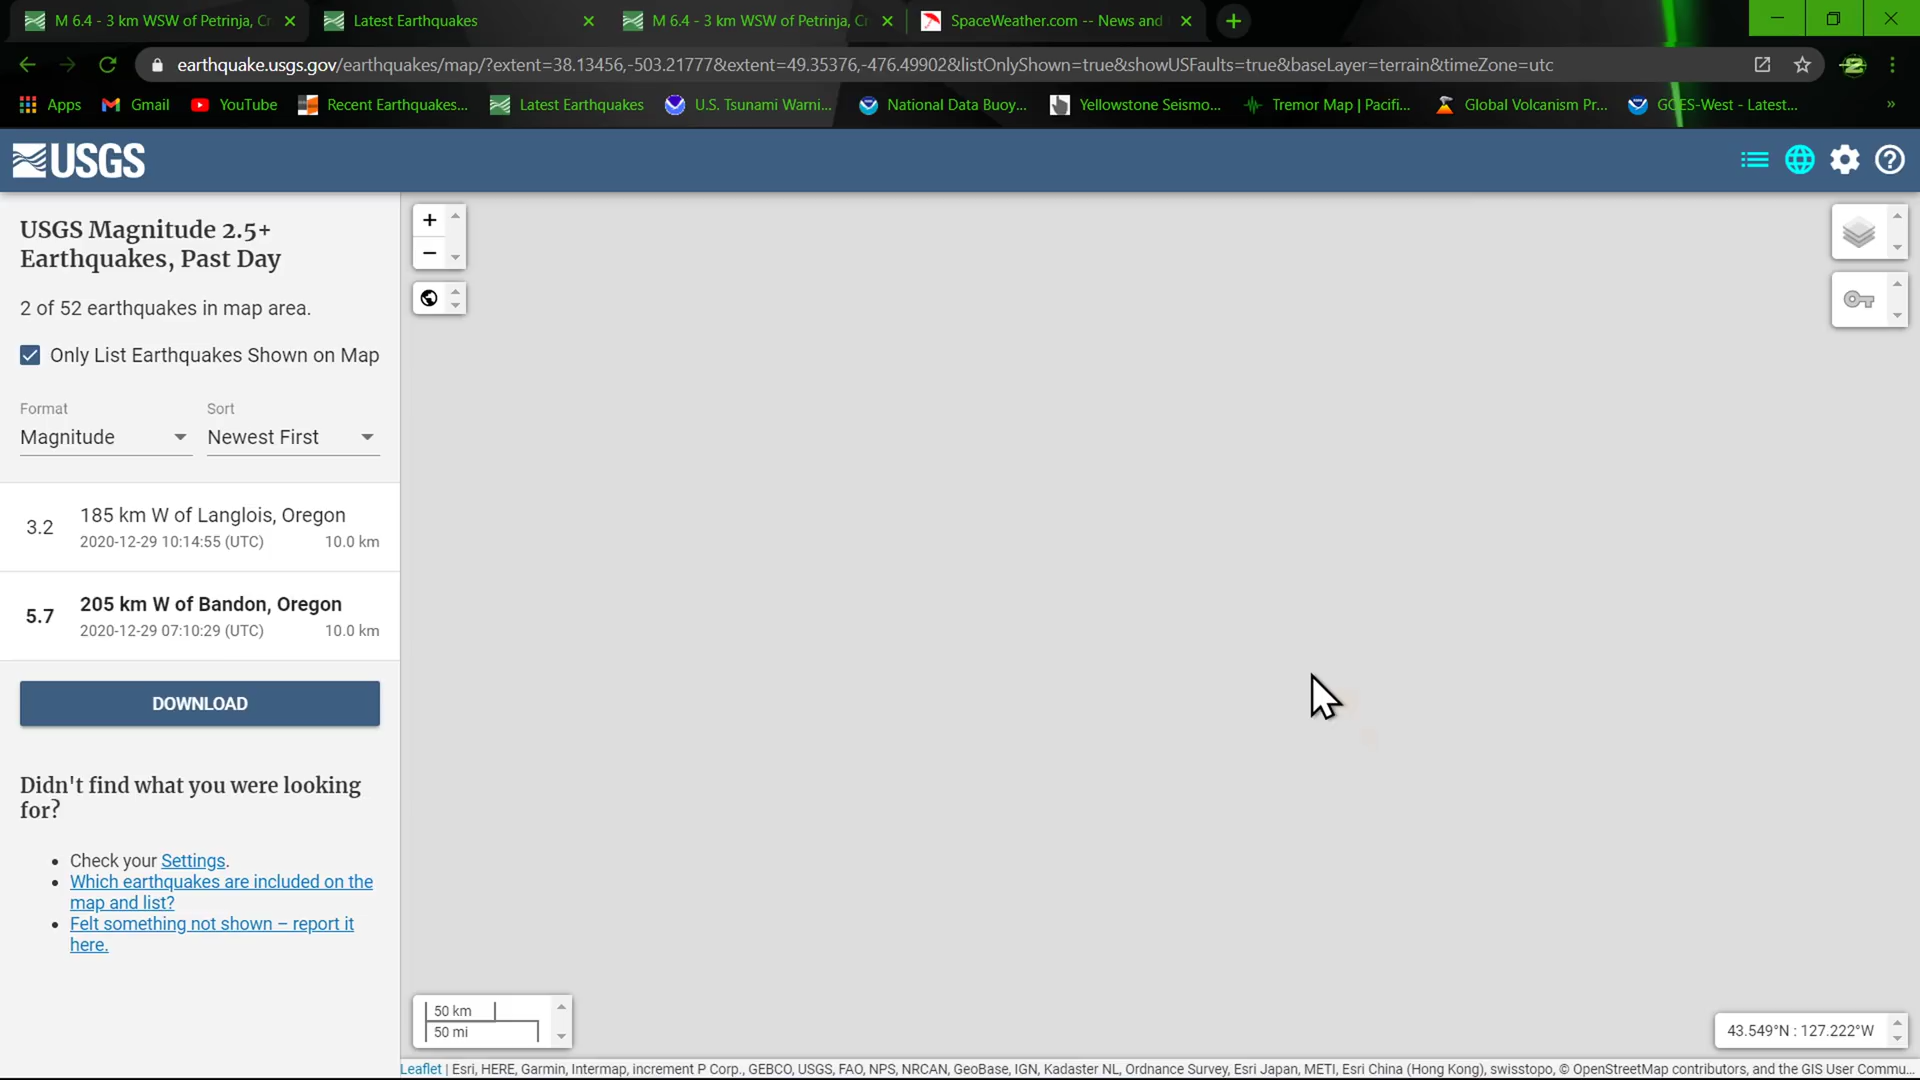 M 6.4 - 3 km WSW of Petrinja, Cr
Latest Earthquakes
M 6.4 - 3 km WSW of Petrinja, Cr
SpaceWeather.com -- News and
earthquake.usgs.gov/earthquakes/map/?extent=38.13456,-503.21777&extent=49.35376,-476.49902&listOnlyShown=true&showUSFaults=true&baseLayer=terrain&timeZone=utc
Apps
Gmail
YouTube
Recent Earthquakes...
Latest Earthquakes
U.S. Tsunami Warni...
National Data Buoy...
Yellowstone Seismo...
Tremor Map | Pacifi...
Global Volcanism Pr...
GOES-West - Latest...
»
USGS
USGS Magnitude 2.5+
Earthquakes, Past Day
2 of 52 earthquakes in map area.
Only List Earthquakes Shown on Map
Format
Sort
Magnitude
Newest First
3.2
185 km W of Langlois, Oregon
2020-12-29 10:14:55 (UTC)
10.0 km
5.7
205 km W of Bandon, Oregon
2020-12-29 07:10:29 (UTC)
10.0 km
DOWNLOAD
Didn't find what you were looking
for?
Check your Settings.
Which earthquakes are included on the
map and list?
Felt something not shown – report it
here.
+
−
50 km
50 mi
43.549°N : 127.222°W
Leaflet | Esri, HERE, Garmin, Intermap, increment P Corp., GEBCO, USGS, FAO, NPS, NRCAN, GeoBase, IGN, Kadaster NL, Ordnance Survey, Esri Japan, METI, Esri China (Hong Kong), swisstopo, © OpenStreetMap contributors, and the GIS User Commu...